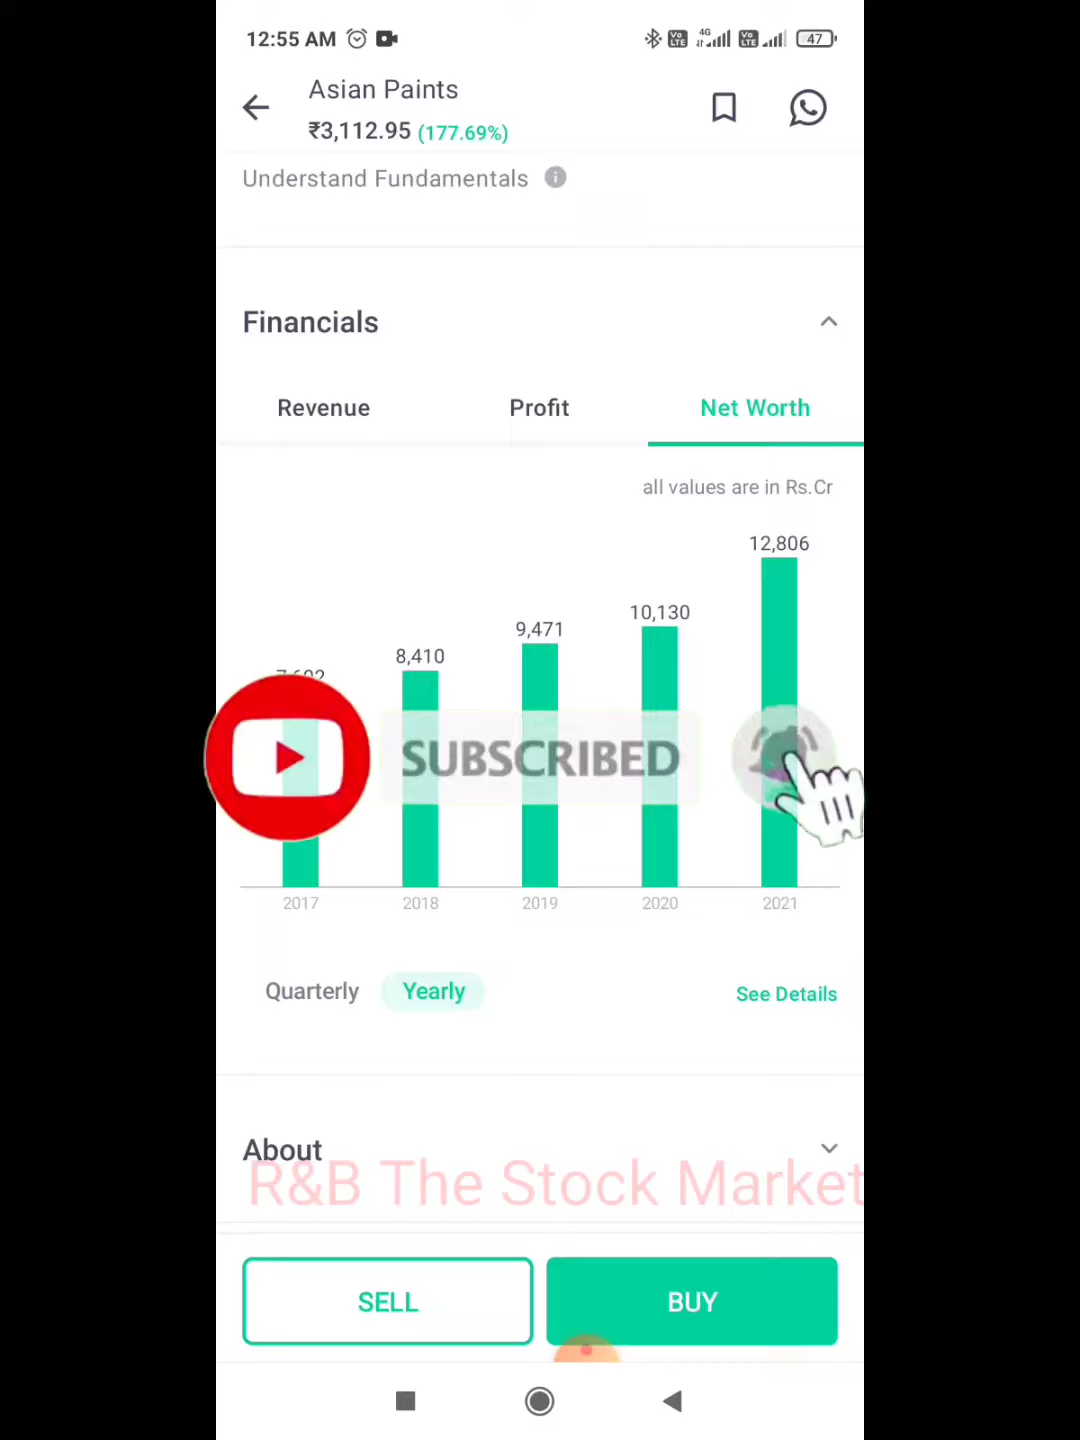 12:55 AM
4G
47
Asian Paints
₹3,112.95 (177.69%)
Understand Fundamentals
Financials
Revenue Profit Net Worth
all values are in Rs.Cr
12,806
10,130
9,471
8,410
SUBSCRIBED
2017 2018 2019 2020 2021
Quarterly Yearly See Details
About
R&B The Stock Market
SELL BUY